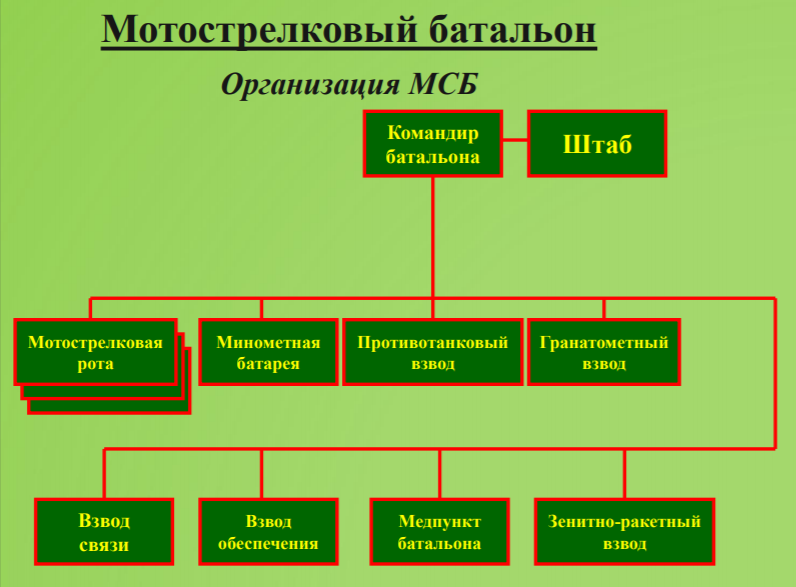 Мотострелковый батальон
Организация МСБ
Командир
батальона
Штаб
Мотострелковая
рота
Минометная
батарея
Противотанковый
взвод
Гранатометный
взвод
Взвод
связи
Взвод
обеспечения
Медпункт
батальона
Зенитно-ракетный
взвод